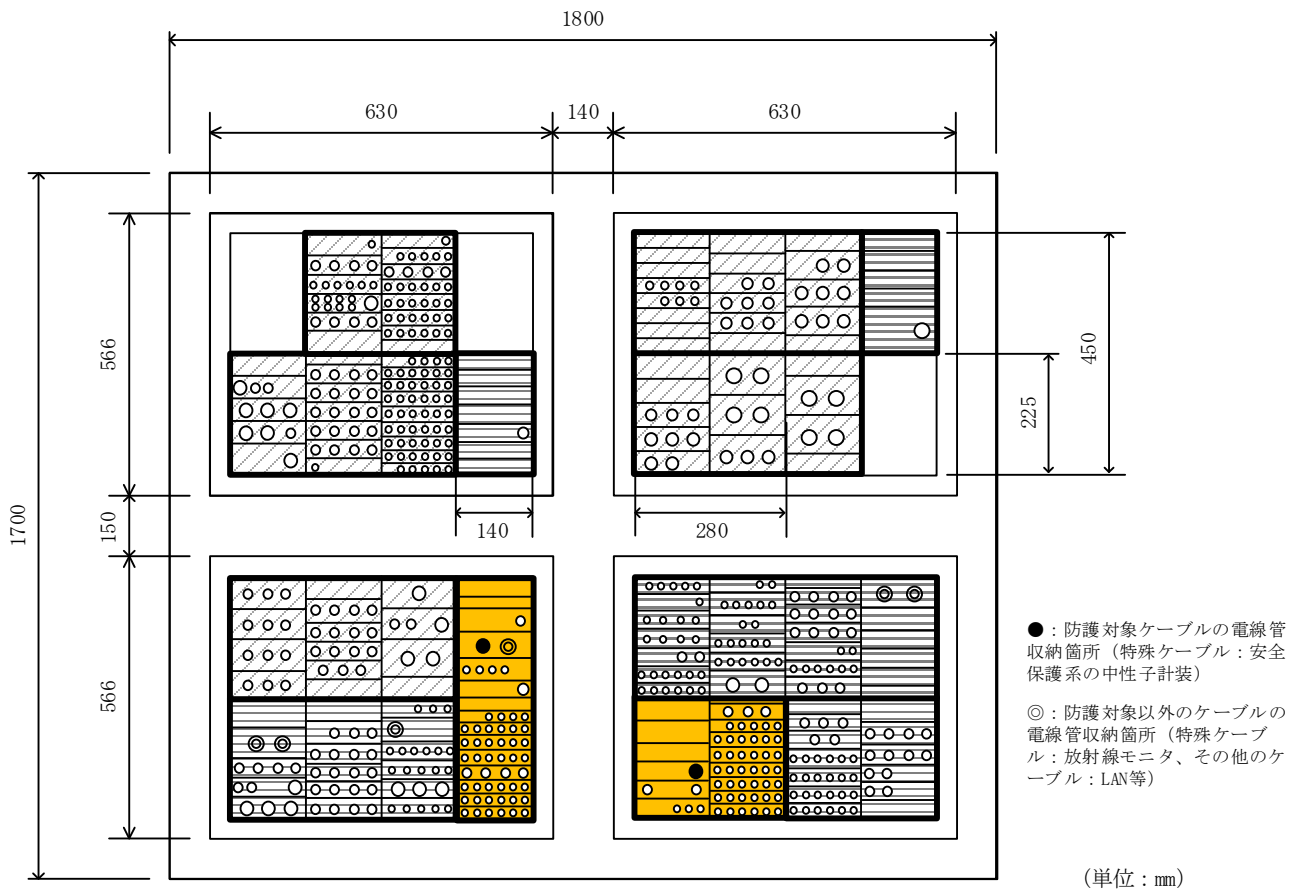 1800
630
140
630
566
450
225
1700
150
140
280
566
●：防護対象ケーブルの電線管
収納箇所（特殊ケーブル：安全
保護系の中性子計装）
◎：防護対象以外のケーブルの
電線管収納箇所（特殊ケーブ
ル：放射線モニタ、その他のケ
ーブル：LAN等）
（単位：㎜）